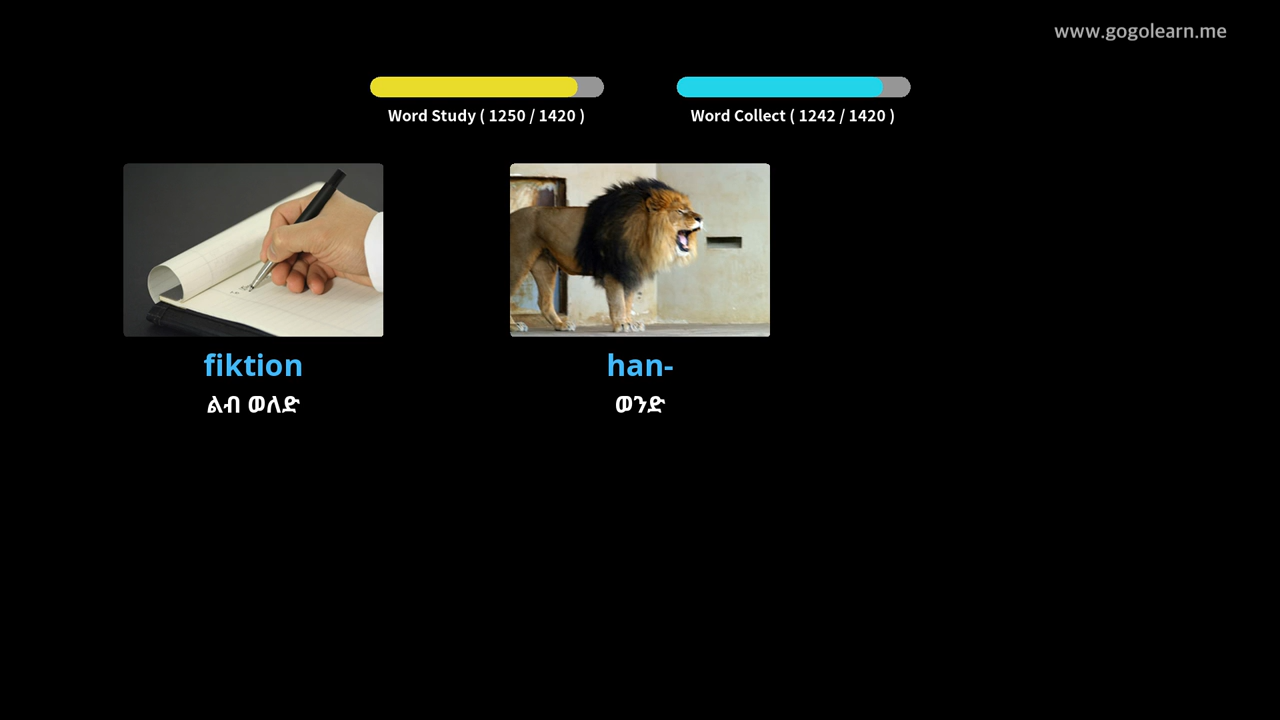 www.gogolearn.me
Word Study ( 1250 / 1420 )
Word Collect ( 1242 / 1420 )
fiktion
ልብ ወለድ
han-
ወንድ